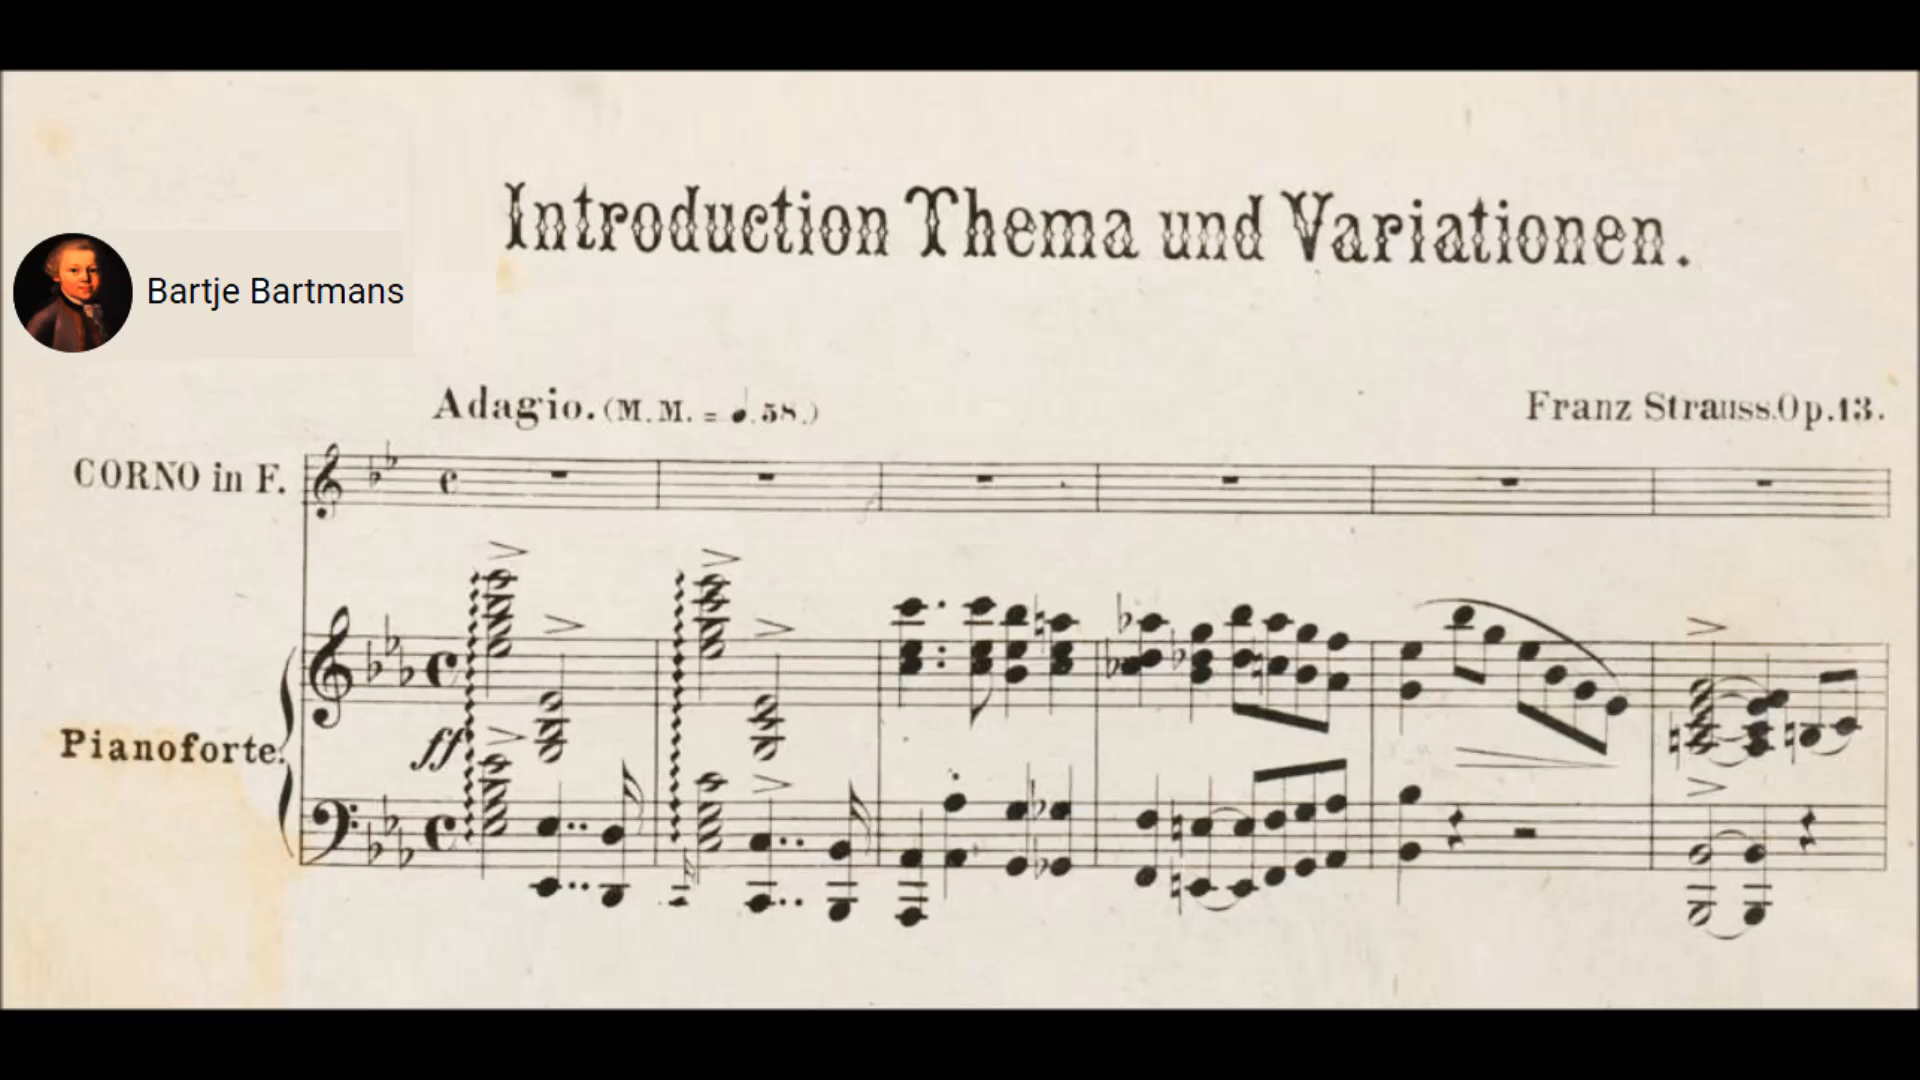 Introduction Thema und Variationen.
Bartje Bartmans
Adagio. (M. M. = ♩. 58.)
Franz Strauss. Op. 13.
CORNO in F.
ff
Pianoforte.